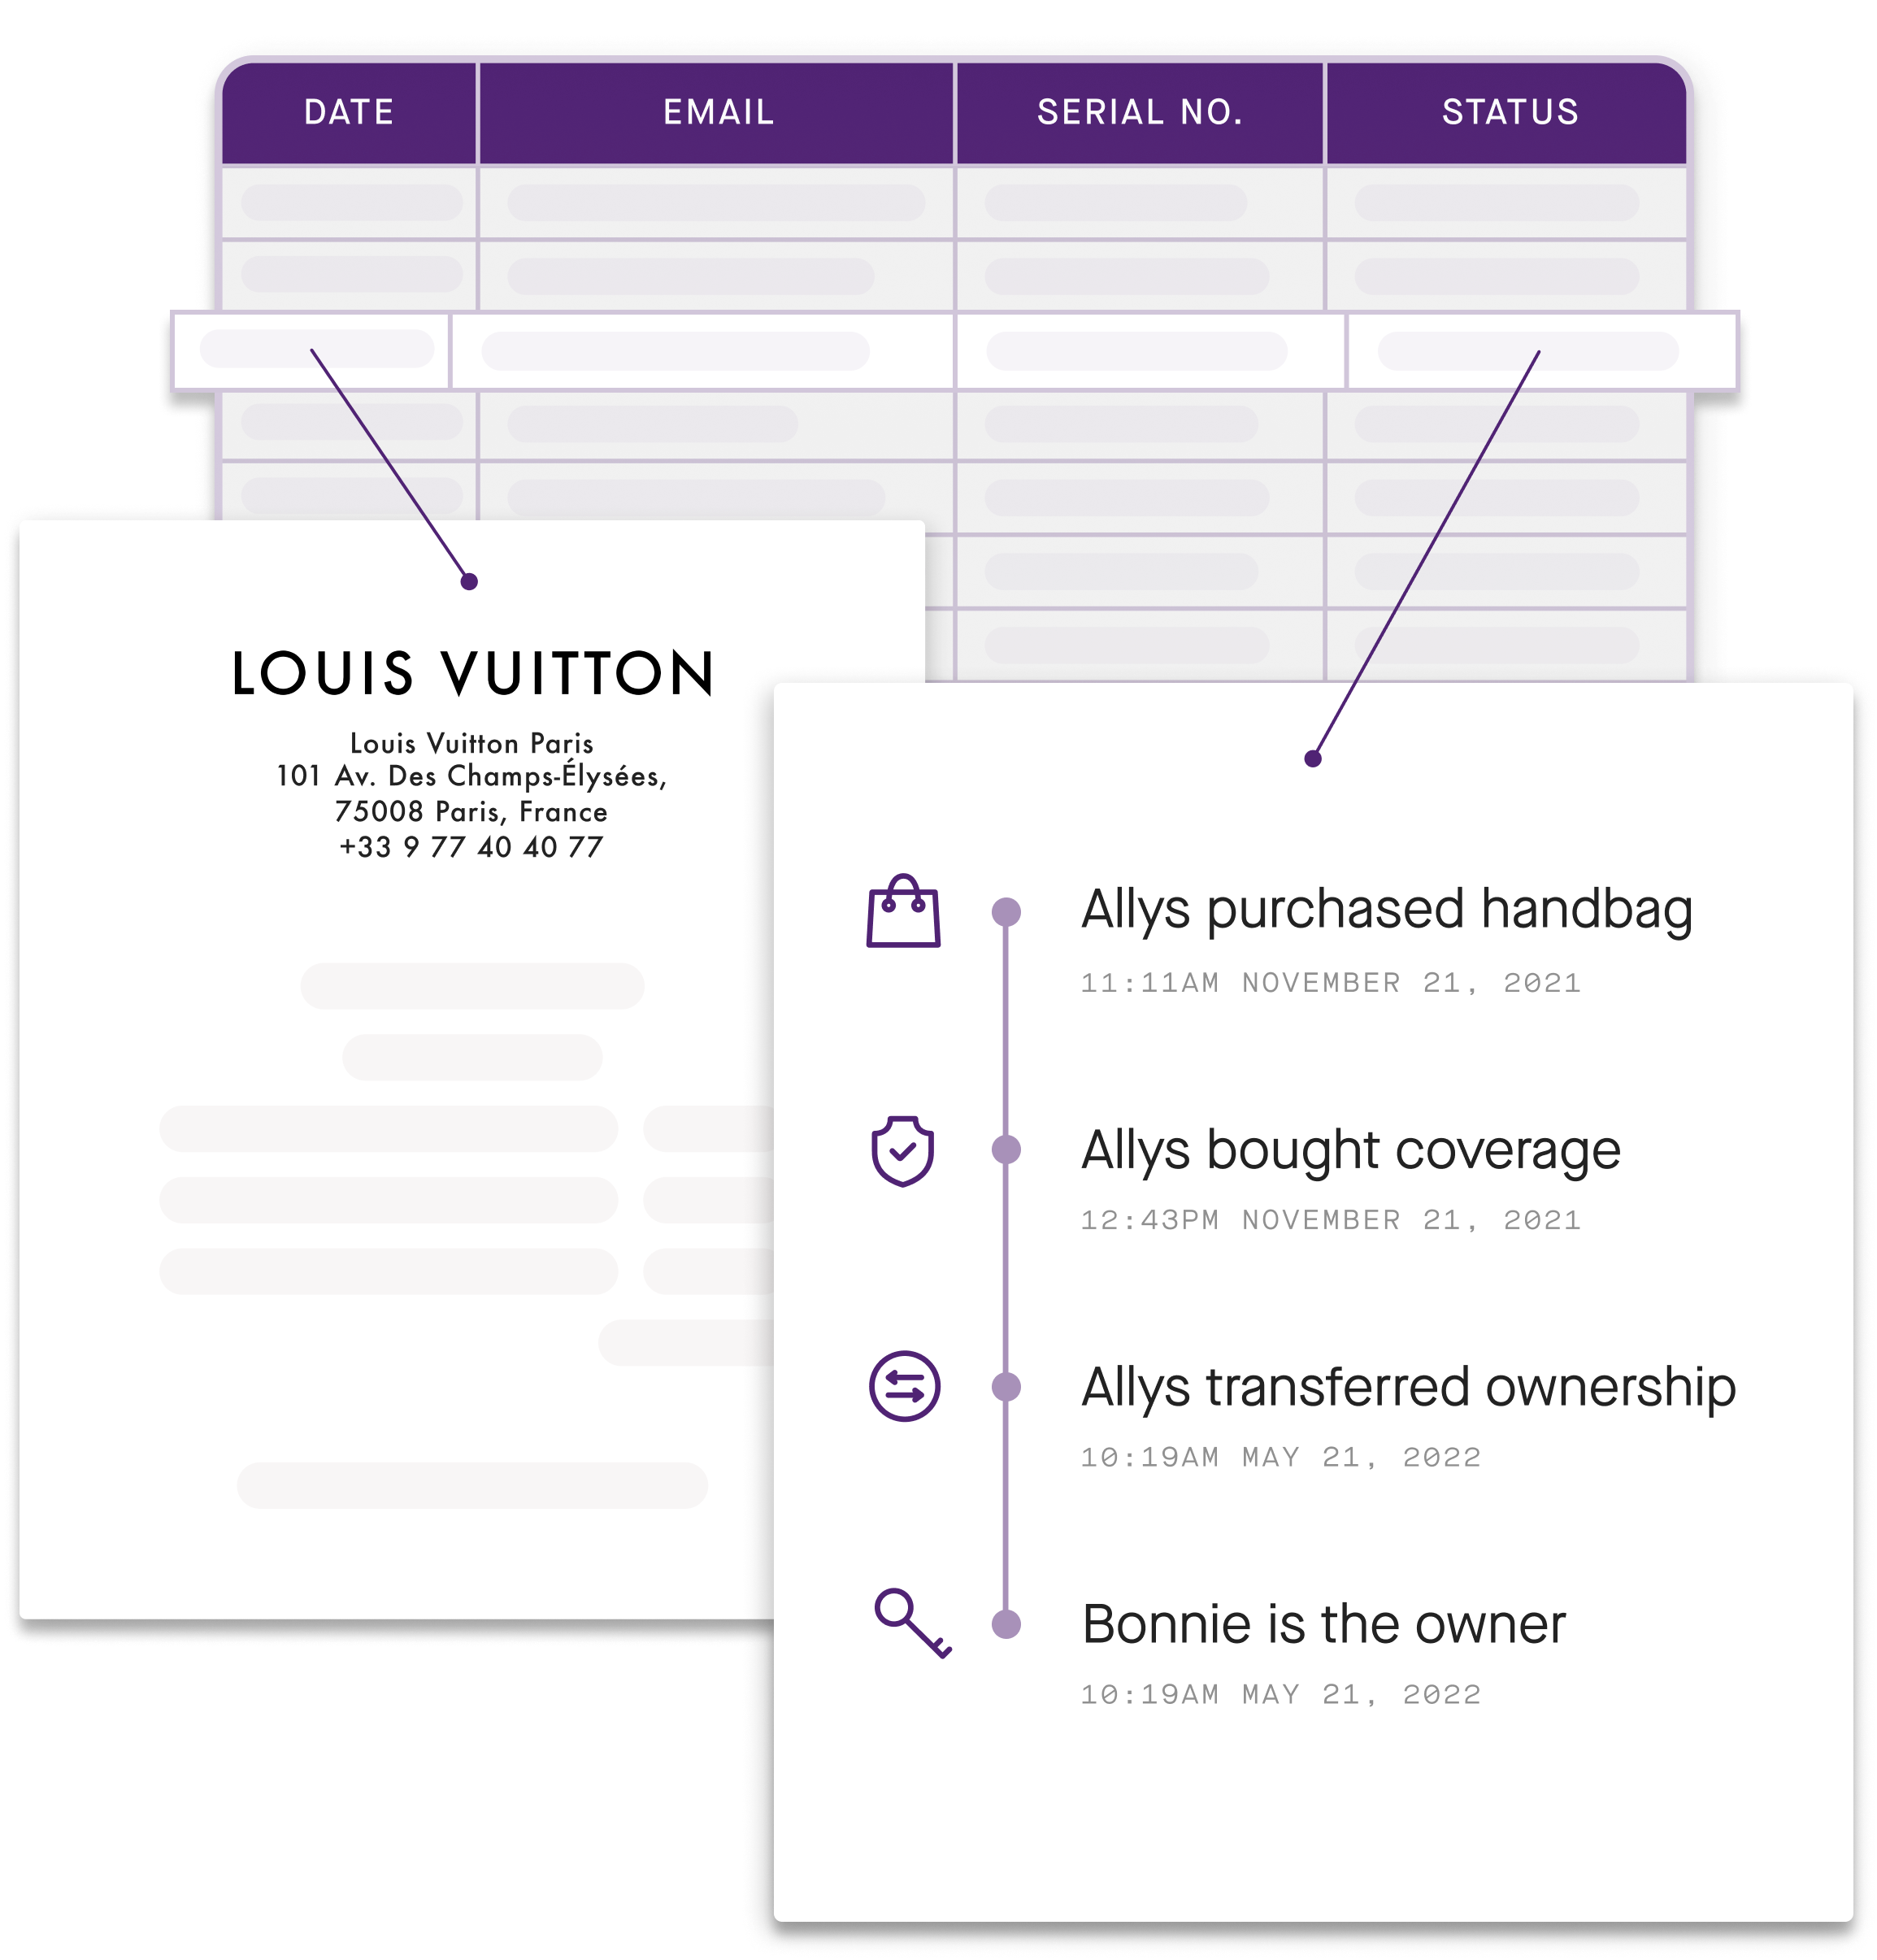 DATE EMAIL SERIAL NO. STATUS
LOUIS VUITTON
Louis Vuitton Paris
101 Av. Des Champs-Élysées,
75008 Paris, France
+33 9 77 40 40 77
Allys purchased handbag
11:11AM NOVEMBER 21, 2021
Allys bought coverage
12:43PM NOVEMBER 21, 2021
Allys transferred ownership
10:19AM MAY 21, 2022
Bonnie is the owner
10:19AM MAY 21, 2022